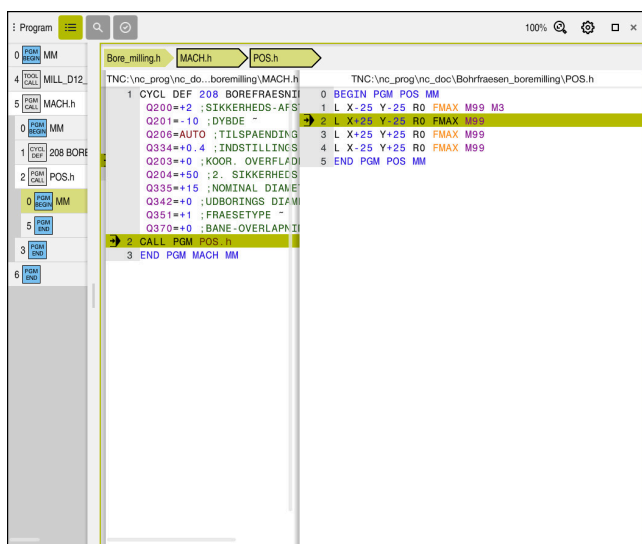 Program
100%
0 PGM BEGIN MM
4 TOOL CALL MILL_D12_
5 PGM CALL MACH.h
0 PGM BEGIN MM
1 CYCL DEF 208 BORE
2 PGM CALL POS.h
0 PGM BEGIN MM
5 PGM END
3 PGM END
6 PGM END
Bore_milling.h MACH.h POS.h
TNC:\nc_prog\nc_do...boremilling\MACH.h
1 CYCL DEF 208 BOREFRAESNI
Q200=+2 ;SIKKERHEDS-AFS
Q201=-10 ;DYBDE ~
Q206=AUTO ;TILSPAENDING
Q334=+0.4 ;INDSTILLINGS
Q203=+0 ;KOOR. OVERFLAD
Q204=+50 ;2. SIKKERHEDS
Q335=+15 ;NOMINAL DIAME
Q342=+0 ;UDBORINGS DIAM
Q351=+1 ;FRAESETYPE ~
Q370=+0 ;BANE-OVERLAPNI
2 CALL PGM POS.h
3 END PGM MACH MM
TNC:\nc_prog\nc_doc\Bohrfraesen_boremilling\POS.h
0 BEGIN PGM POS MM
1 L X-25 Y-25 R0 FMAX M99 M3
2 L X+25 Y-25 R0 FMAX M99
3 L X+25 Y+25 R0 FMAX M99
4 L X-25 Y+25 R0 FMAX M99
5 END PGM POS MM